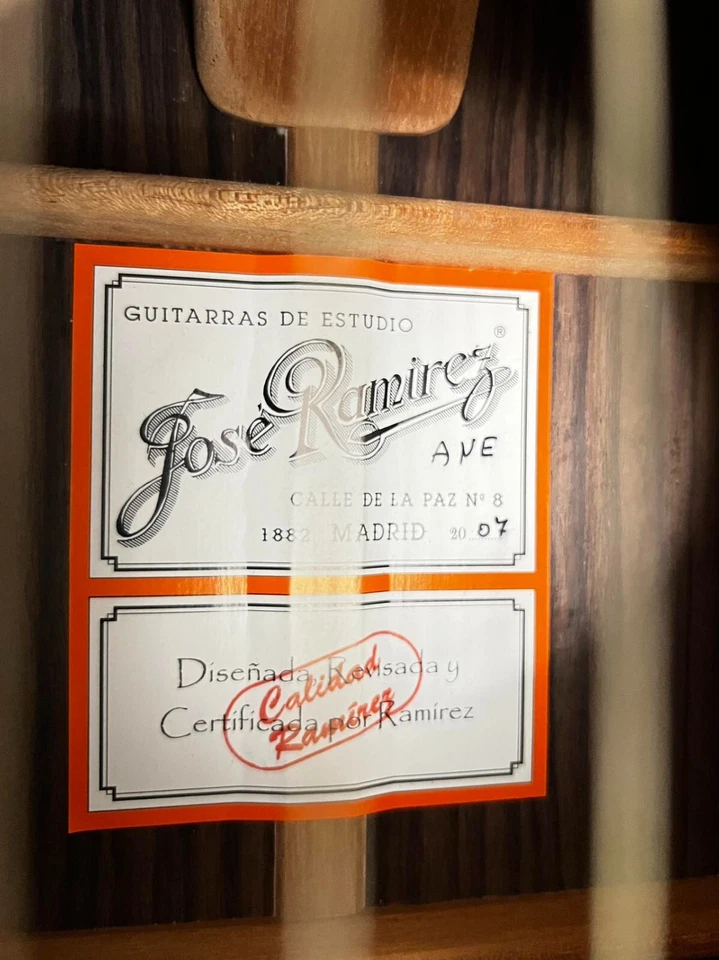 GUITARRAS DE ESTUDIO
José Ramírez ®
ANE
CALLE DE LA PAZ Nº 8
1882 MADRID 20 07
Diseñada, Revisada y
Certificada por Ramírez
Calidad
Ramírez